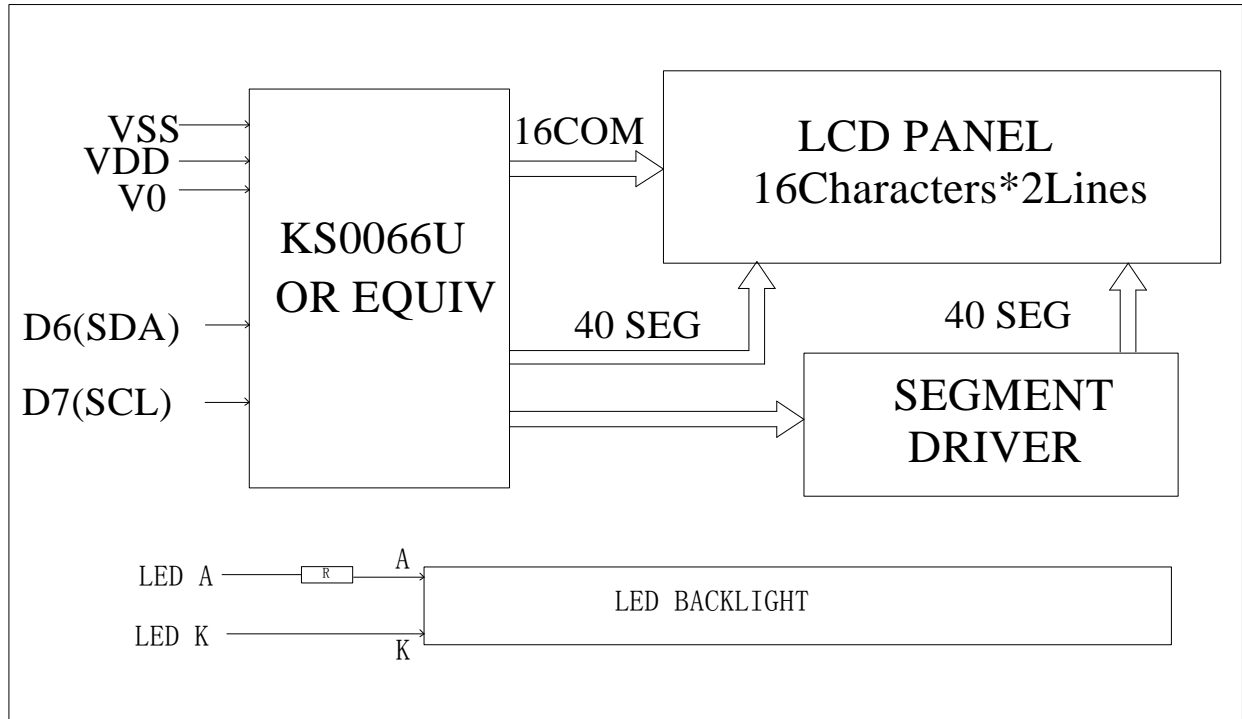 VSS
VDD
V0
D6(SDA)
D7(SCL)
KS0066U
OR EQUIV
16COM
LCD PANEL
16Characters*2Lines
40 SEG
40 SEG
SEGMENT
DRIVER
LED A
R
A
LED K
K
LED BACKLIGHT